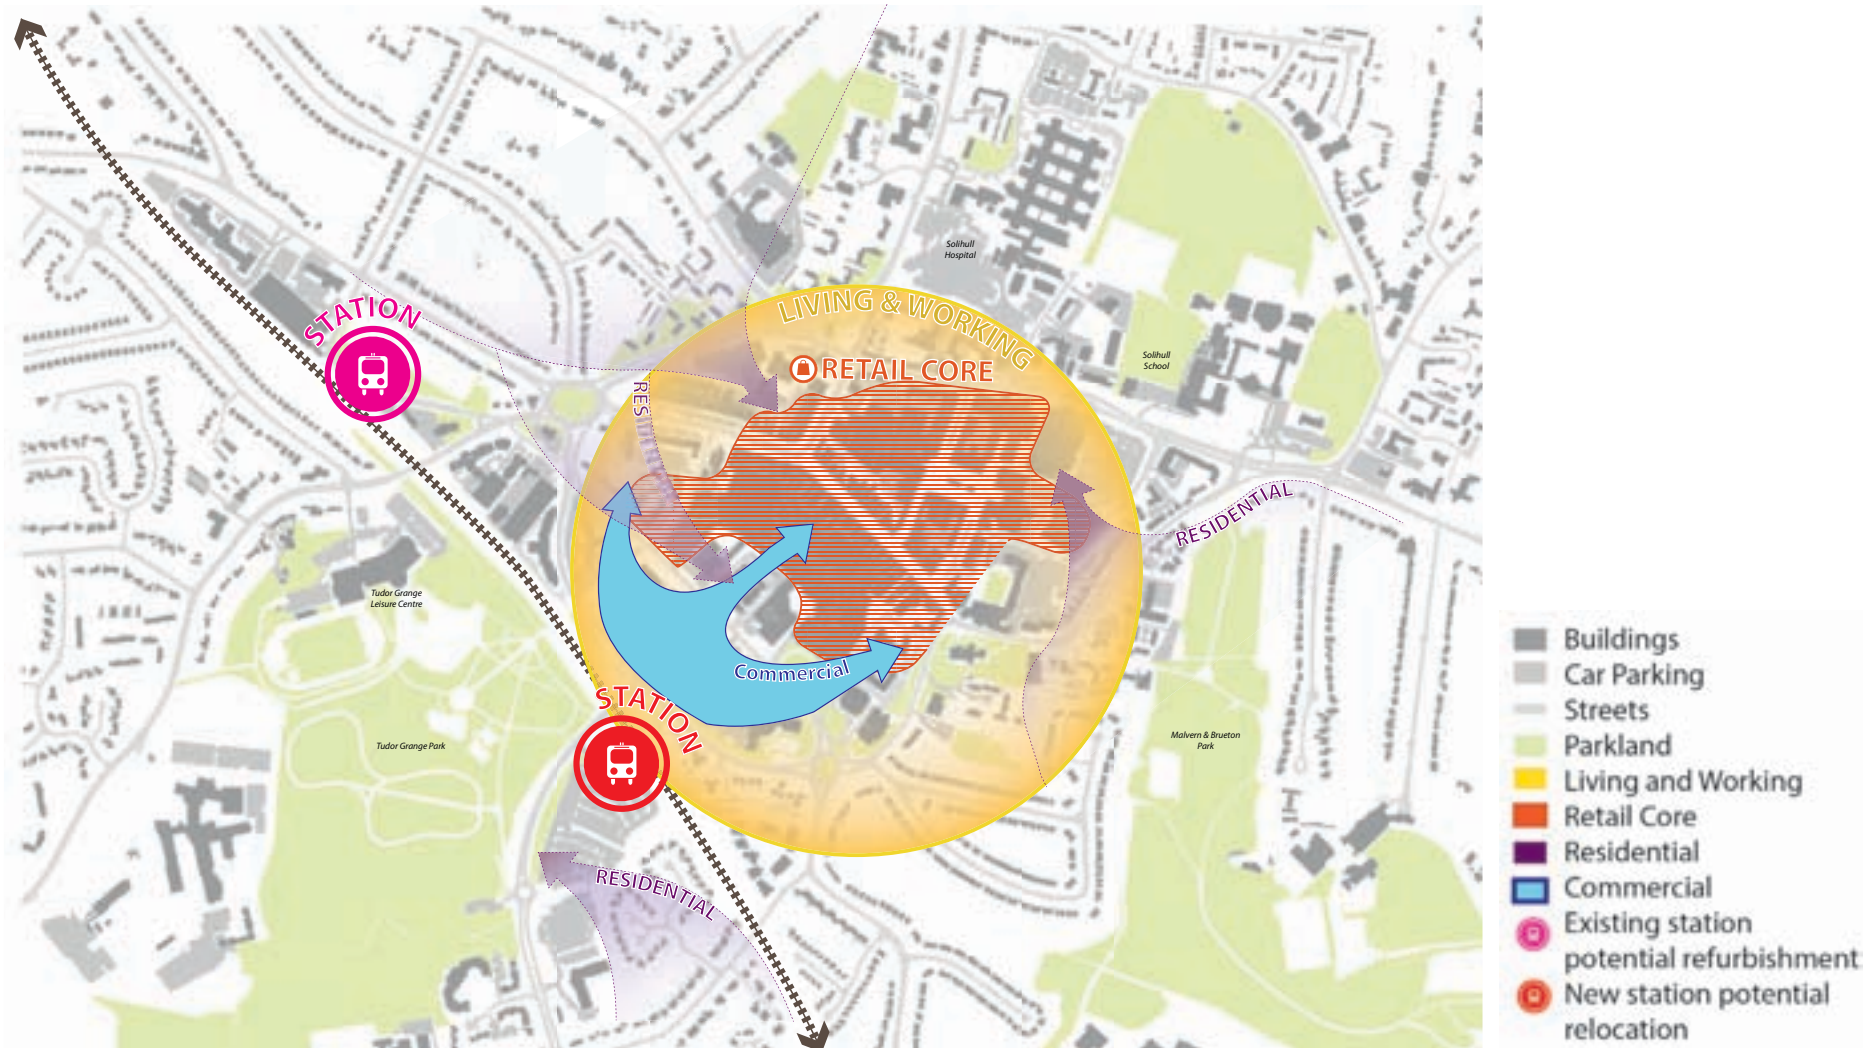 Solihull
Hospital
STATION
LIVING & WORKING
RETAIL CORE
Solihull
School
RESIDENTIAL
RESIDENTIAL
Tudor Grange
Leisure Centre
Commercial
STATION
Tudor Grange Park
Malvern & Brueton
Park
RESIDENTIAL
Buildings
Car Parking
Streets
Parkland
Living and Working
Retail Core
Residential
Commercial
Existing station
potential refurbishment
New station potential
relocation